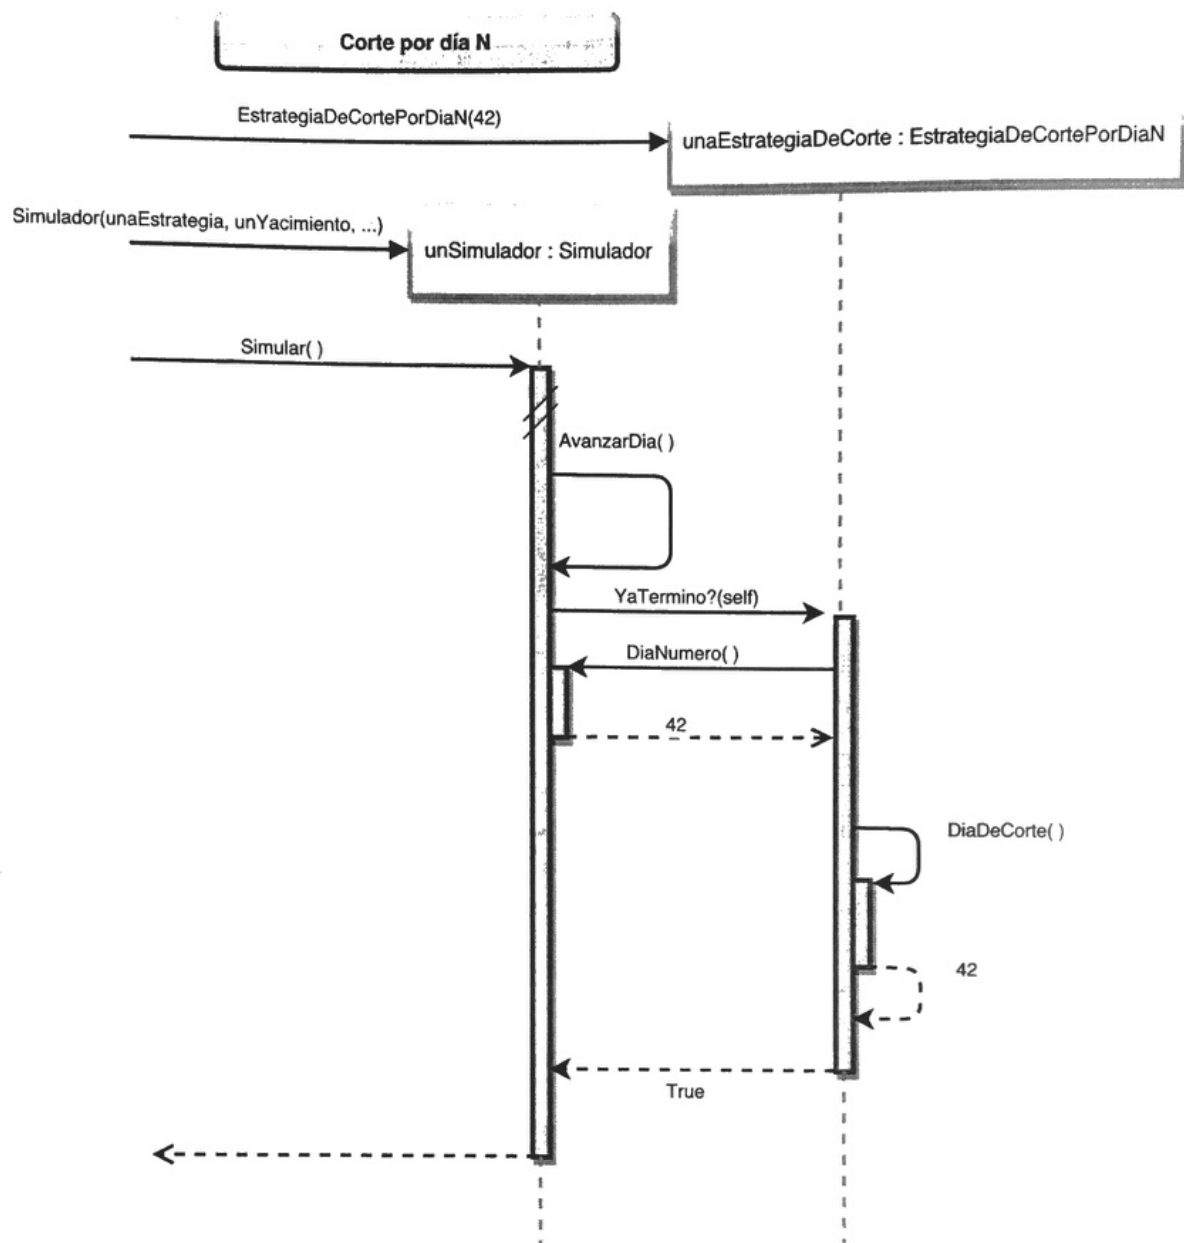 Corte por día N
EstrategiaDeCortePorDiaN(42)
unaEstrategiaDeCorte : EstrategiaDeCortePorDiaN
Simulador(unaEstrategia, unYacimiento, ...)
unSimulador : Simulador
Simular( )
AvanzarDia( )
YaTermino?(self)
DiaNumero( )
42
DiaDeCorte( )
42
True